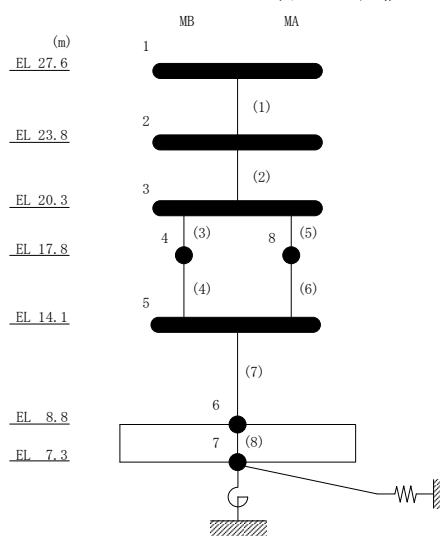 MB MA
(m)
1
EL 27.6
(1)
2
EL 23.8
(2)
3
EL 20.3
4 (3) 8 (5)
EL 17.8
(4) (6)
5
EL 14.1
(7)
6
EL 8.8
7 (8)
EL 7.3